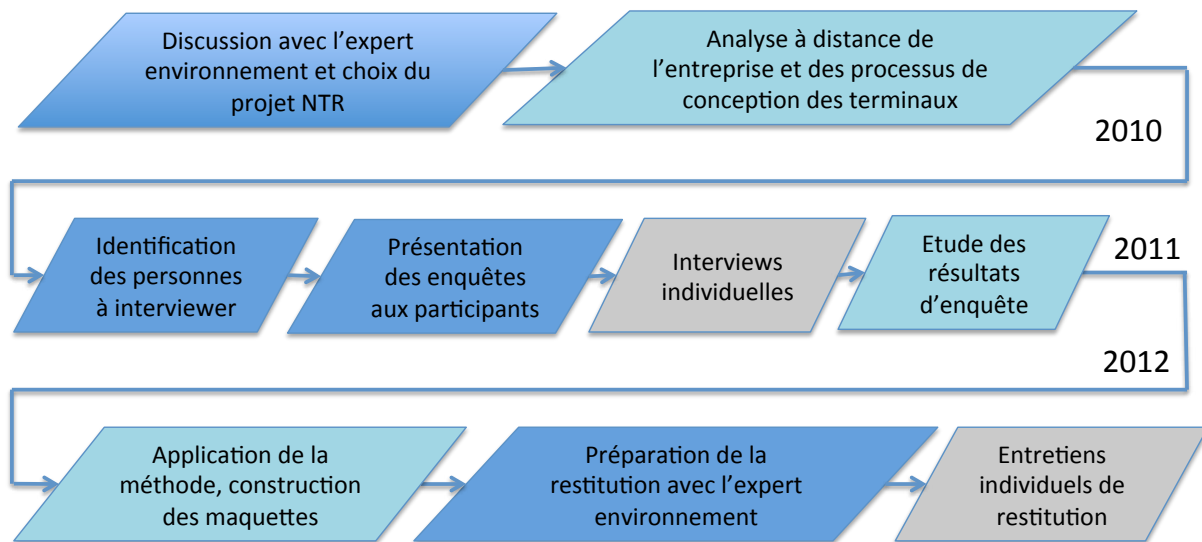 Discussion avec l’expert
environnement et choix du
projet NTR
Analyse à distance de
l’entreprise et des processus de
conception des terminaux
2010
Identification
des personnes
à interviewer
Présentation
des enquêtes
aux participants
Interviews
individuelles
Etude des
résultats
d’enquête
2011
2012
Application de la
méthode, construction
des maquettes
Préparation de la
restitution avec l’expert
environnement
Entretiens
individuels de
restitution